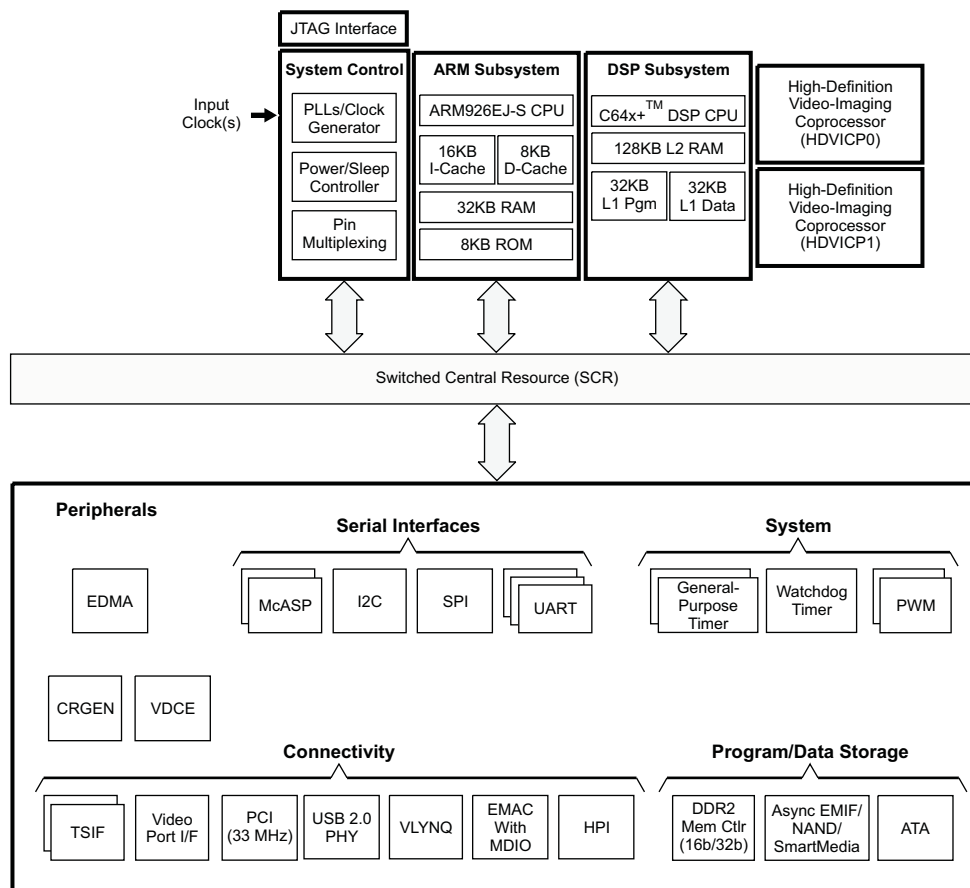 JTAG Interface
System Control
ARM Subsystem
DSP Subsystem
High-Definition
Video-Imaging
Coprocessor
(HDVICP0)
Input
Clock(s)
PLLs/Clock
Generator
ARM926EJ-S CPU
C64x+™ DSP CPU
16KB
I-Cache
8KB
D-Cache
128KB L2 RAM
Power/Sleep
Controller
32KB
L1 Pgm
32KB
L1 Data
High-Definition
Video-Imaging
Coprocessor
(HDVICP1)
32KB RAM
Pin
Multiplexing
8KB ROM
Switched Central Resource (SCR)
Peripherals
Serial Interfaces
System
EDMA
McASP
I2C
SPI
UART
General-
Purpose
Timer
Watchdog
Timer
PWM
CRGEN
VDCE
Connectivity
Program/Data Storage
TSIF
Video
Port I/F
PCI
(33 MHz)
USB 2.0
PHY
VLYNQ
EMAC
With
MDIO
HPI
DDR2
Mem Ctlr
(16b/32b)
Async EMIF/
NAND/
SmartMedia
ATA